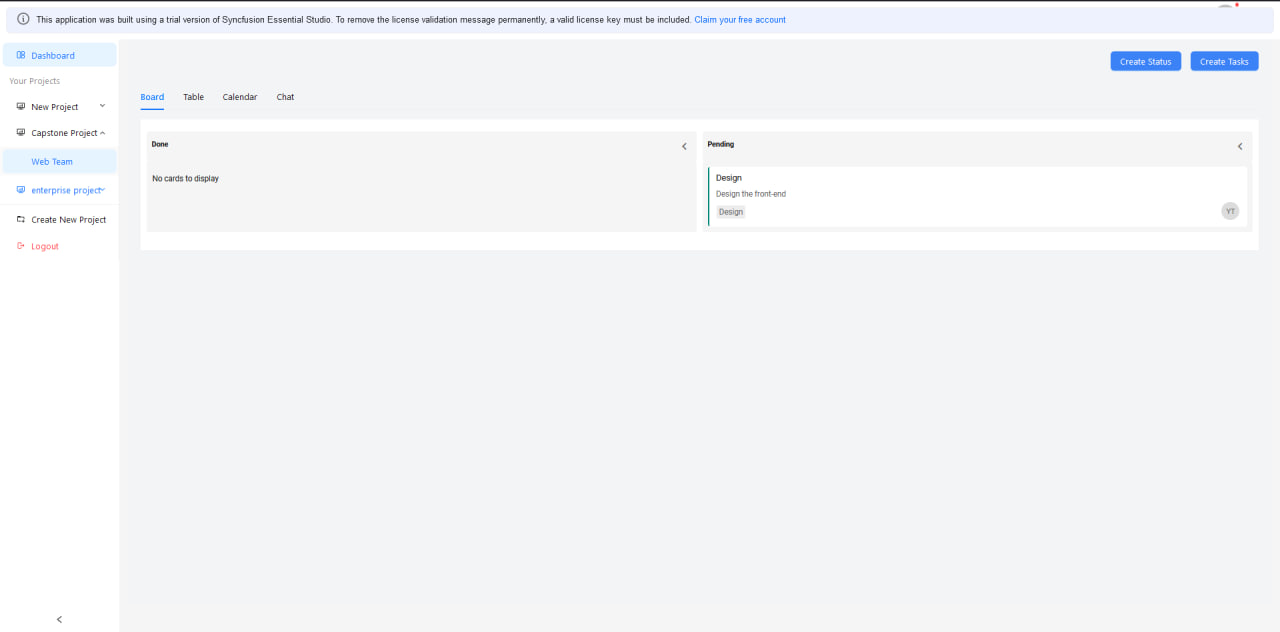 This application was built using a trial version of Syncfusion Essential Studio. To remove the license validation message permanently, a valid license key must be included. Claim your free account
Dashboard
Your Projects
New Project
Capstone Project
Web Team
enterprise project
Create New Project
Logout
Create Status
Create Tasks
Board
Table
Calendar
Chat
Done
No cards to display
Pending
Design
Design the front-end
Design
YT